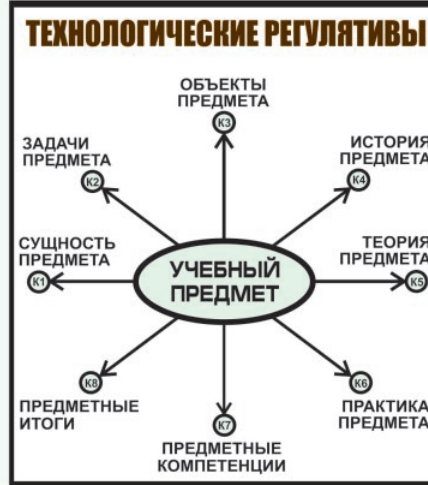 ТЕХНОЛОГИЧЕСКИЕ РЕГУЛЯТИВЫ
ОБЪЕКТЫ
ПРЕДМЕТА
К3
ЗАДАЧИ
ПРЕДМЕТА
К2
ИСТОРИЯ
ПРЕДМЕТА
К4
СУЩНОСТЬ
ПРЕДМЕТА
К1
УЧЕБНЫЙ
ПРЕДМЕТ
ТЕОРИЯ
ПРЕДМЕТА
К5
К8
ПРЕДМЕТНЫЕ
ИТОГИ
К7
ПРЕДМЕТНЫЕ
КОМПЕТЕНЦИИ
К6
ПРАКТИКА
ПРЕДМЕТА